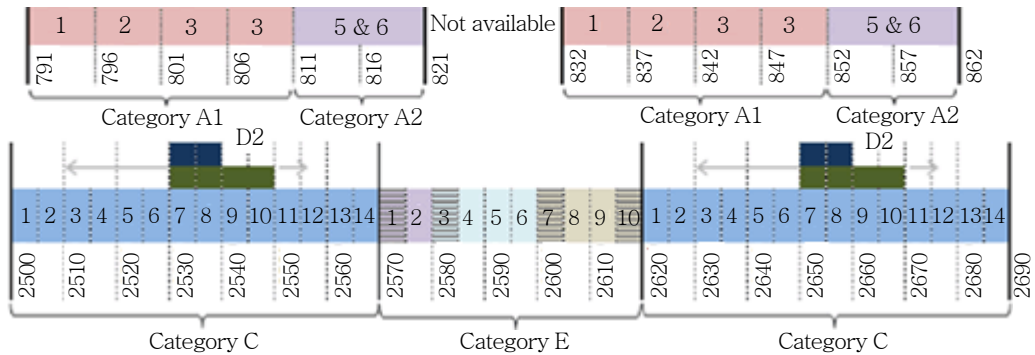 1 2 3 3 5 & 6 Not available 1 2 3 3 5 & 6
791 796 801 806 811 816 821 832 837 842 847 852 857 862
Category A1 Category A2 Category A1 Category A2
D2 D2
1 2 3 4 5 6 7 8 9 10 11 12 13 14 1 2 3 4 5 6 7 8 9 10 1 2 3 4 5 6 7 8 9 10 11 12 13 14
2500 2510 2520 2530 2540 2550 2560 2570 2580 2590 2600 2610 2620 2630 2640 2650 2660 2670 2680 2690
Category C Category E Category C